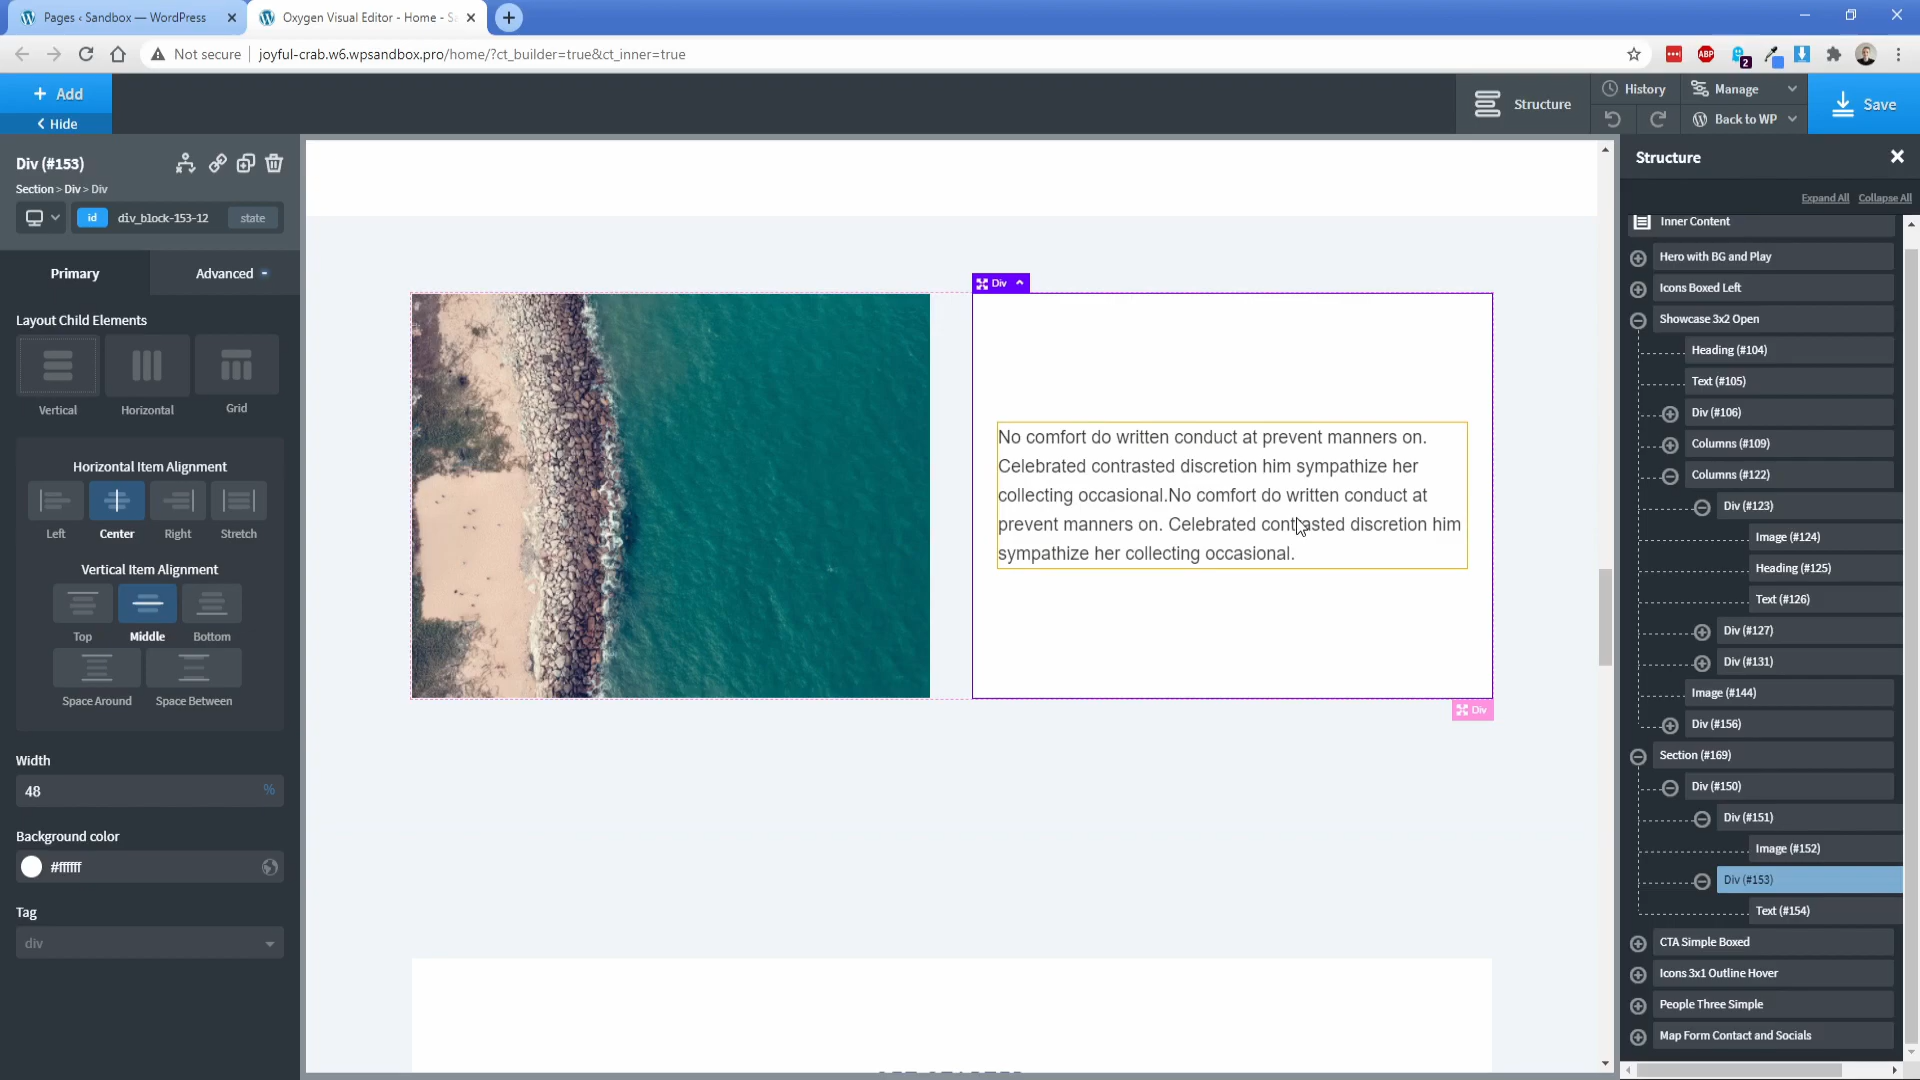 Pages ‹ Sandbox — WordPress
Oxygen Visual Editor - Home - S
Not secure
joyful-crab.w6.wpsandbox.pro/home/?ct_builder=true&ct_inner=true
ABP
2
+ Add
Hide
Structure
History
Manage
Back to WP
Save
Div (#153)
Section > Div > Div
id
div_block-153-12
state
Primary
Advanced
Layout Child Elements
Vertical
Horizontal
Grid
Horizontal Item Alignment
Left
Center
Right
Stretch
Vertical Item Alignment
Top
Middle
Bottom
Space Around
Space Between
Width
48
%
Background color
#ffffff
Tag
div
Div
No comfort do written conduct at prevent manners on.
Celebrated contrasted discretion him sympathize her
collecting occasional.No comfort do written conduct at
prevent manners on. Celebrated contrasted discretion him
sympathize her collecting occasional.
Div
Structure
Expand All
Collapse All
Inner Content
Hero with BG and Play
Icons Boxed Left
Showcase 3x2 Open
Heading (#104)
Text (#105)
Div (#106)
Columns (#109)
Columns (#122)
Div (#123)
Image (#124)
Heading (#125)
Text (#126)
Div (#127)
Div (#131)
Image (#144)
Div (#156)
Section (#169)
Div (#150)
Div (#151)
Image (#152)
Div (#153)
Text (#154)
CTA Simple Boxed
Icons 3x1 Outline Hover
People Three Simple
Map Form Contact and Socials